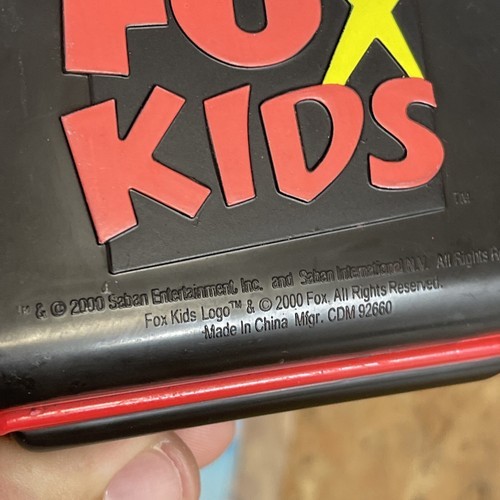 FOX
KIDS
TM
™ & © 2000 Saban Entertainment, Inc. and Saban International N.V. All Rights R
Fox Kids Logo™ & © 2000 Fox. All Rights Reserved.
Made In China Mfgr. CDM 92660